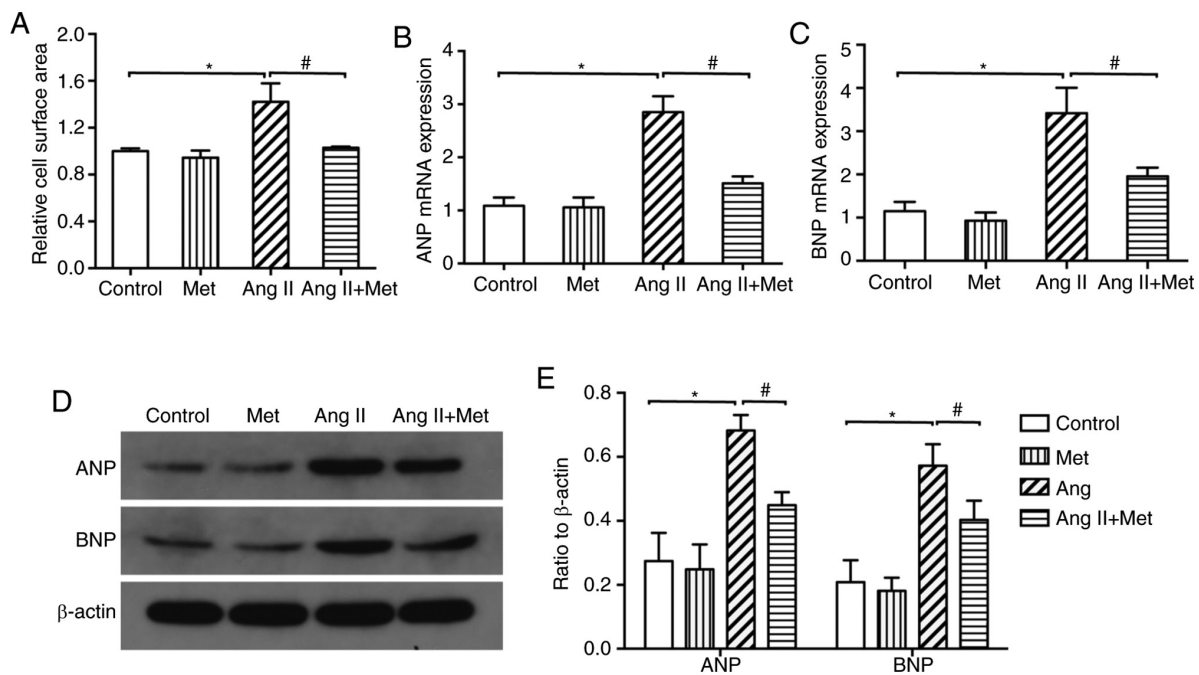 A
Relative cell surface area
2.0
1.6
1.2
0.8
0.4
0.0
*
#
Control Met Ang II Ang II+Met
B
ANP mRNA expression
4
3
2
1
0
*
#
Control Met Ang II Ang II+Met
C
BNP mRNA expression
5
4
3
2
1
0
*
#
Control Met Ang II Ang II+Met
D
Control Met Ang II Ang II+Met
ANP
BNP
β-actin
E
Ratio to β-actin
0.8
0.6
0.4
0.2
0.0
*
#
*
#
ANP BNP
Control
Met
Ang
Ang II+Met